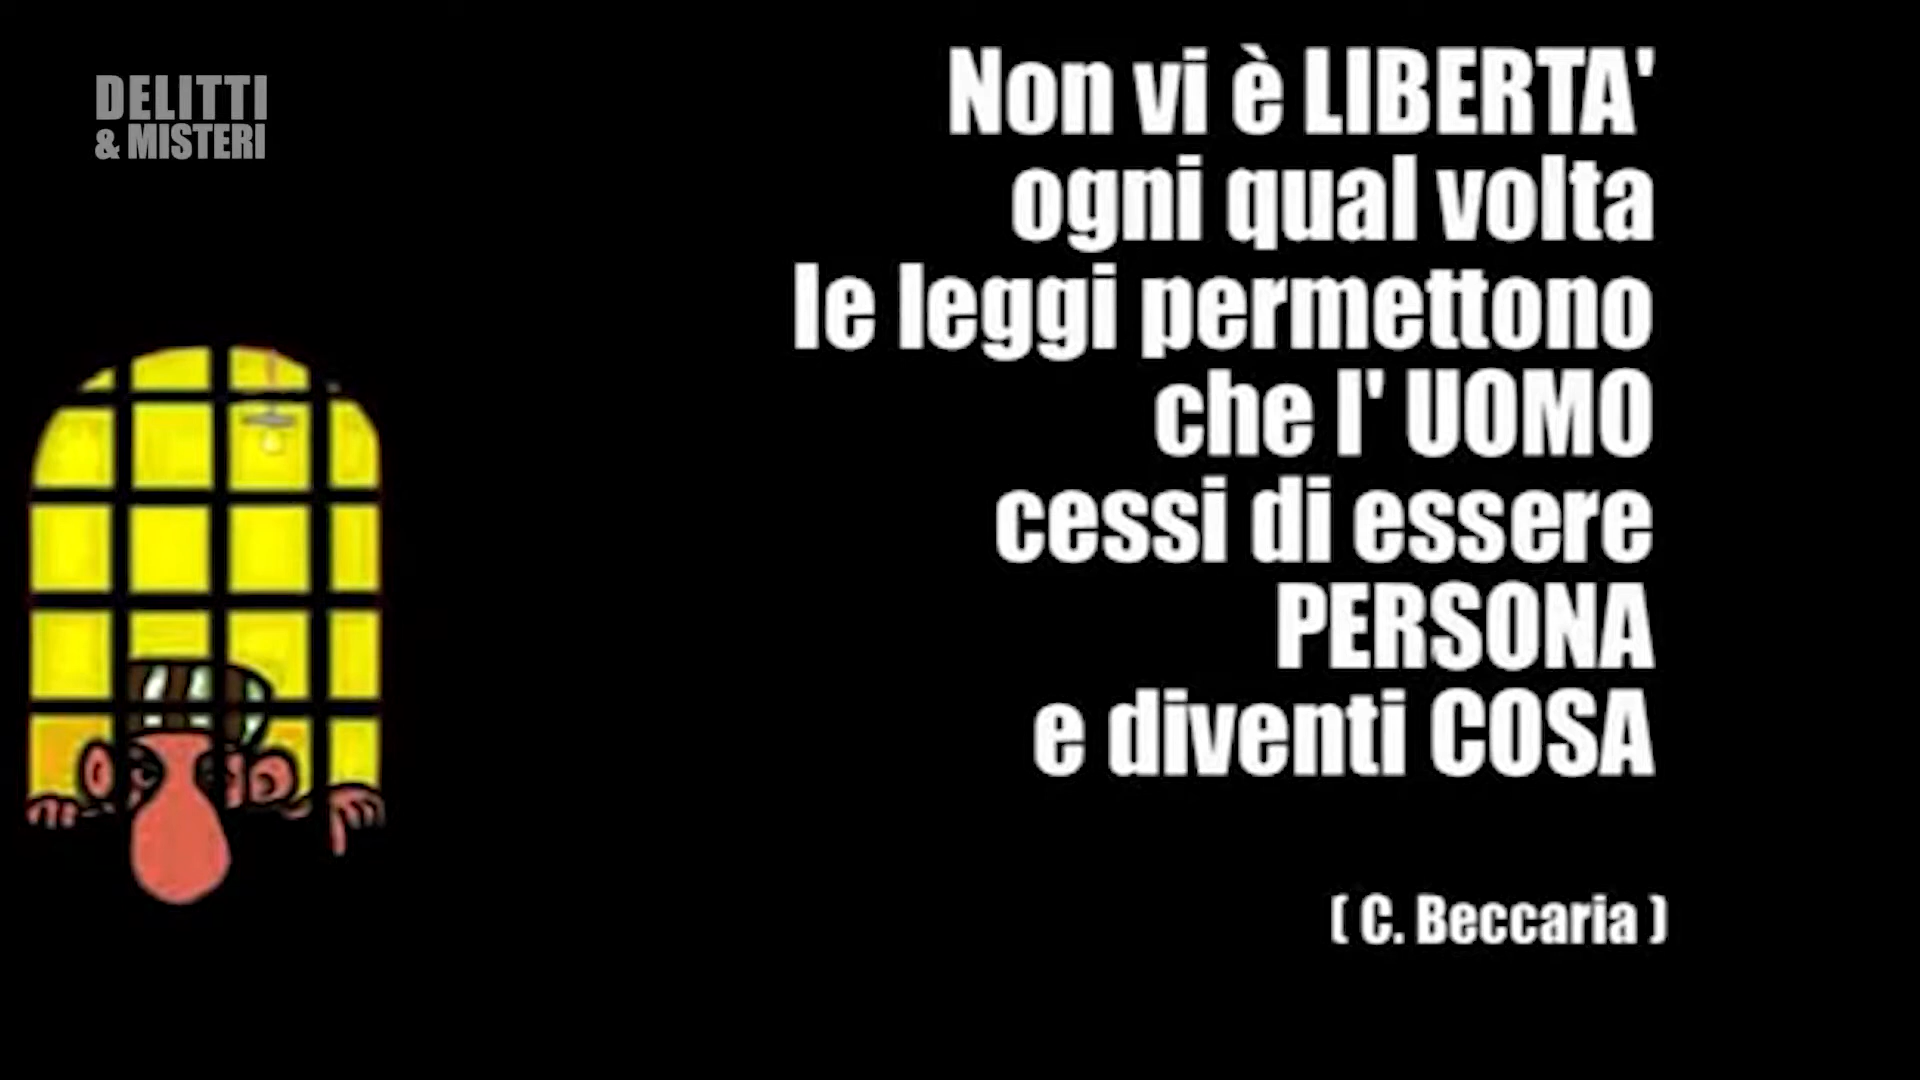 DELITTI
& MISTERI
Non vi è LIBERTA'
ogni qual volta
le leggi permettono
che l' UOMO
cessi di essere
PERSONA
e diventi COSA
( C. Beccaria )